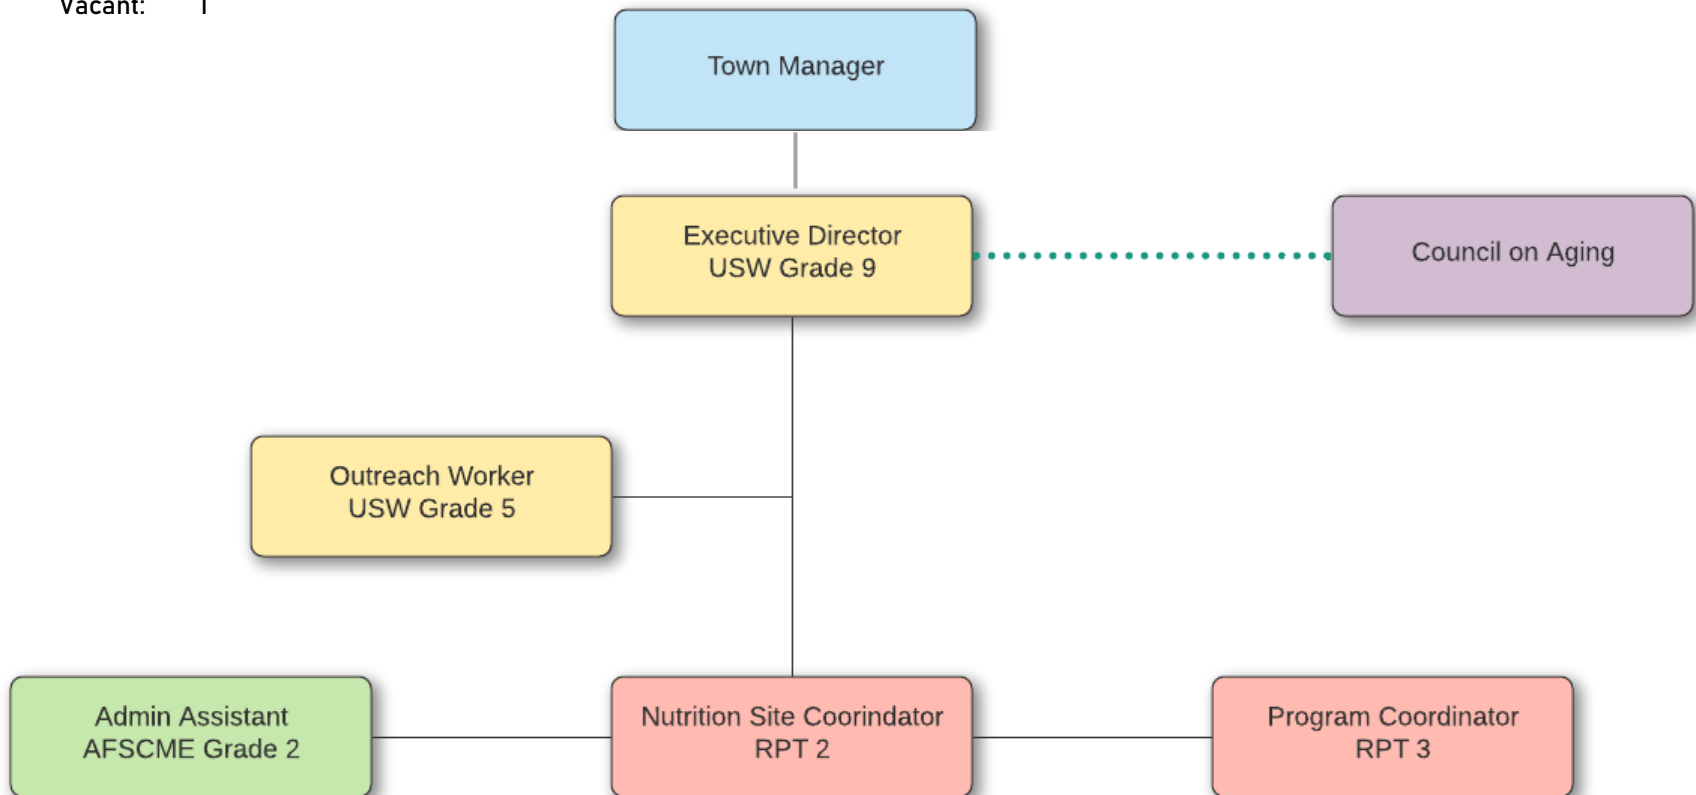 Vacant: 1
Town Manager
Executive Director
USW Grade 9
Council on Aging
Outreach Worker
USW Grade 5
Admin Assistant
AFSCME Grade 2
Nutrition Site Coorindator
RPT 2
Program Coordinator
RPT 3